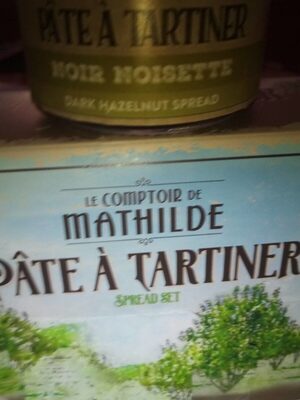 PÂTE À TARTINER
NOIR NOISETTE
DARK HAZELNUT SPREAD
LE COMPTOIR DE
MATHILDE
PÂTE À TARTINER
SPREAD SET